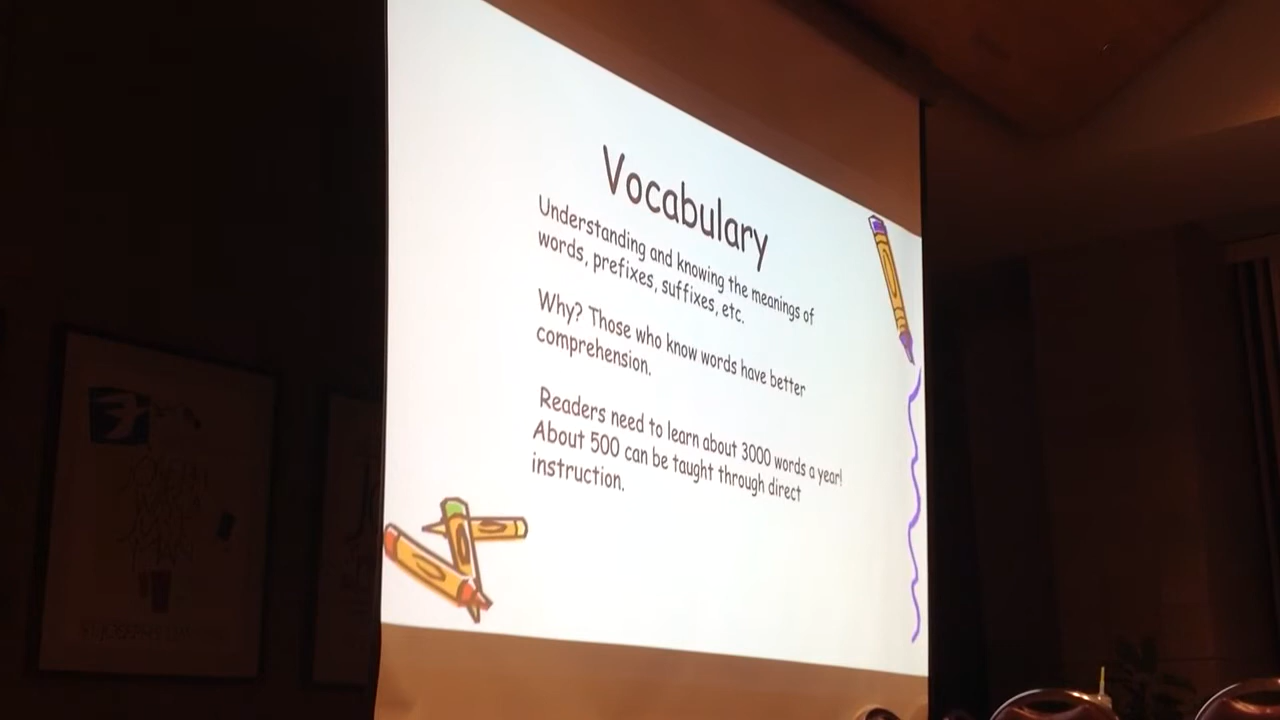 Vocabulary
Understanding and knowing the meanings of
words, prefixes, suffixes, etc.
Why? Those who know words have better
comprehension.
Readers need to learn about 3000 words a year!
About 500 can be taught through direct
instruction.